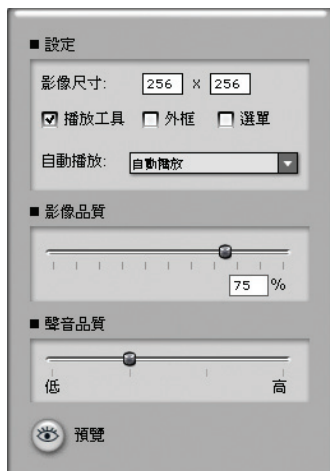 ■ 設定
影像尺寸: 256 x 256
播放工具 外框 選單
自動播放: 自動播放
■ 影像品質
75 %
■ 聲音品質
低 高
預覽